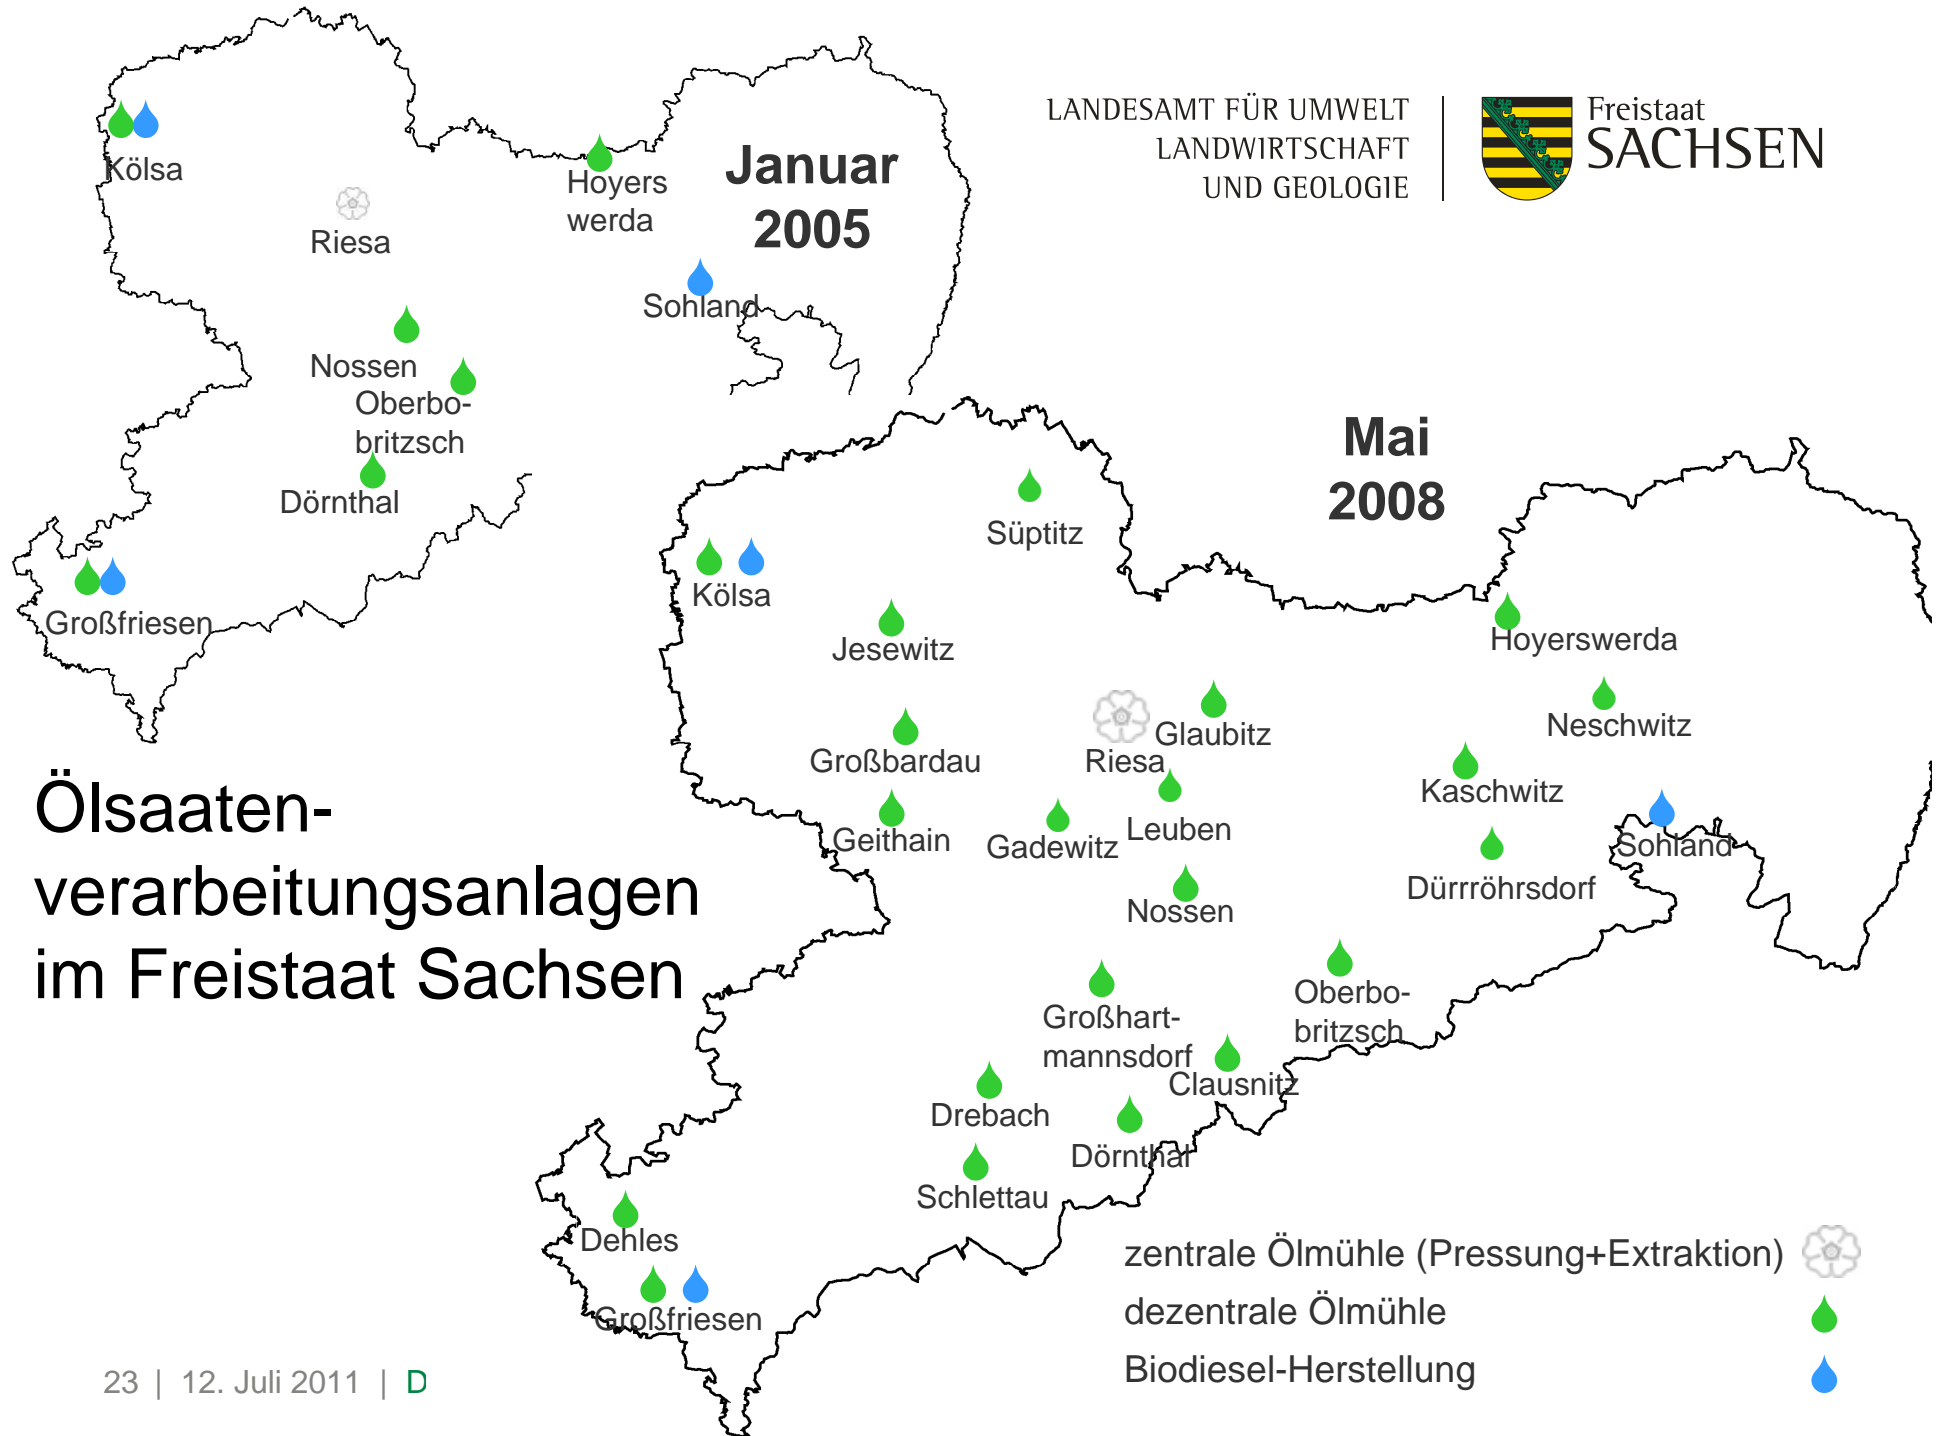 LANDESAMT FÜR UMWELT
LANDWIRTSCHAFT
UND GEOLOGIE
Freistaat
SACHSEN
Januar
2005
Kölsa
Hoyers
werda
Riesa
Sohland
Nossen
Oberbo-
britzsch
Dörnthal
Großfriesen
Mai
2008
Süptitz
Kölsa
Jesewitz
Hoyerswerda
Neschwitz
Glaubitz
Großbardau
Riesa
Kaschwitz
Geithain
Gadewitz
Leuben
Sohland
Dürrröhrsdorf
Nossen
Oberbo-
britzsch
Großhart-
mannsdorf
Clausnitz
Drebach
Dörnthal
Schlettau
Dehles
Großfriesen
Ölsaaten-
verarbeitungsanlagen
im Freistaat Sachsen
zentrale Ölmühle (Pressung+Extraktion)
dezentrale Ölmühle
Biodiesel-Herstellung
23 | 12. Juli 2011 | D